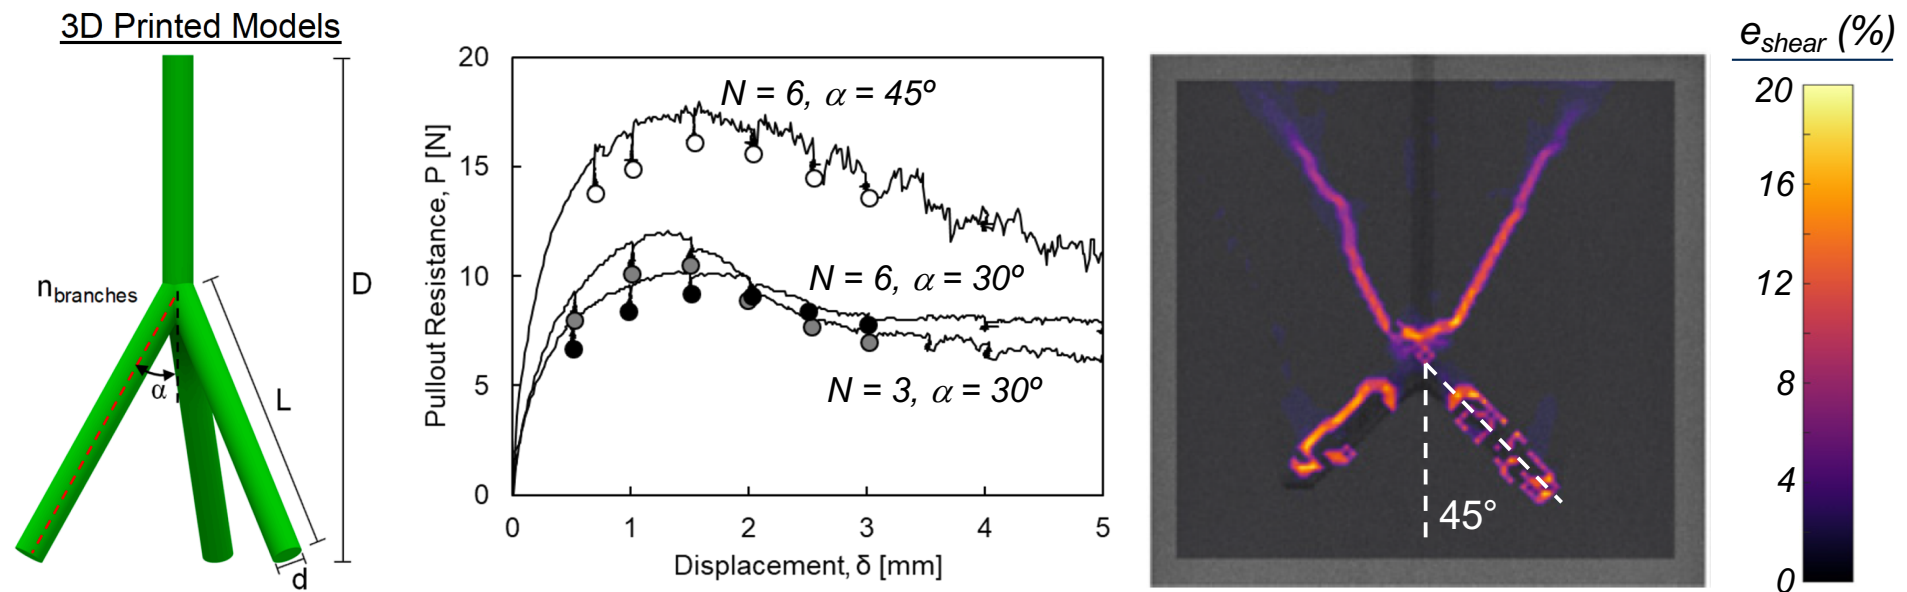 3D Printed Models
n_branches
α
L
D
d
20
15
10
5
0
Pullout Resistance, P [N]
N = 6, α = 45º
N = 6, α = 30º
N = 3, α = 30º
0 1 2 3 4 5
Displacement, δ [mm]
45°
e_shear (%)
20
16
12
8
4
0